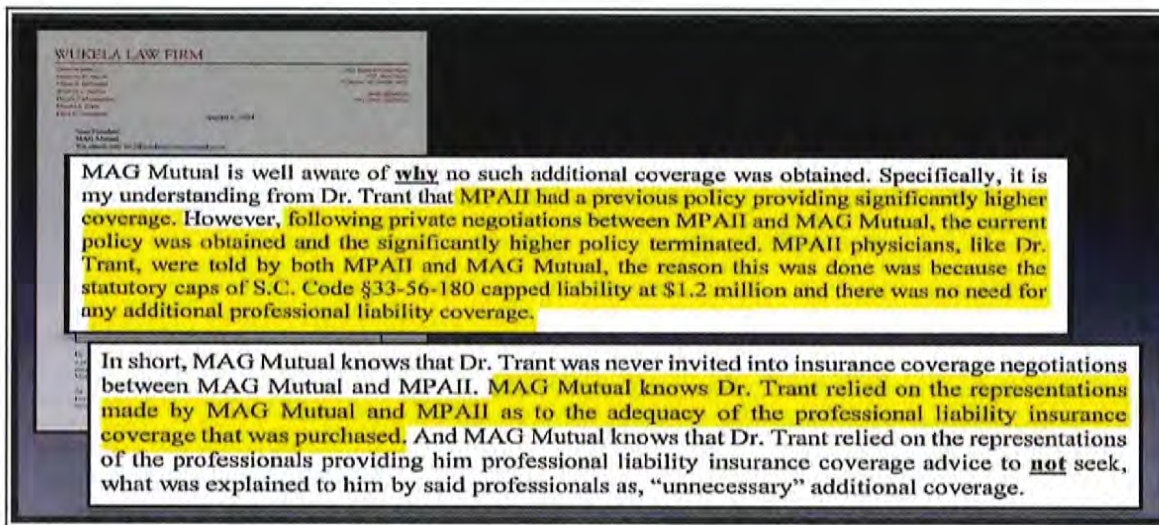 WUKELA LAW FIRM
MAG Mutual
MAG Mutual is well aware of why no such additional coverage was obtained. Specifically, it is
my understanding from Dr. Trant that MPAII had a previous policy providing significantly higher
coverage. However, following private negotiations between MPAII and MAG Mutual, the current
policy was obtained and the significantly higher policy terminated. MPAII physicians, like Dr.
Trant, were told by both MPAII and MAG Mutual, the reason this was done was because the
statutory caps of S.C. Code §33-56-180 capped liability at $1.2 million and there was no need for
any additional professional liability coverage.
In short, MAG Mutual knows that Dr. Trant was never invited into insurance coverage negotiations
between MAG Mutual and MPAII. MAG Mutual knows Dr. Trant relied on the representations
made by MAG Mutual and MPAII as to the adequacy of the professional liability insurance
coverage that was purchased. And MAG Mutual knows that Dr. Trant relied on the representations
of the professionals providing him professional liability insurance coverage advice to not seek,
what was explained to him by said professionals as, “unnecessary” additional coverage.